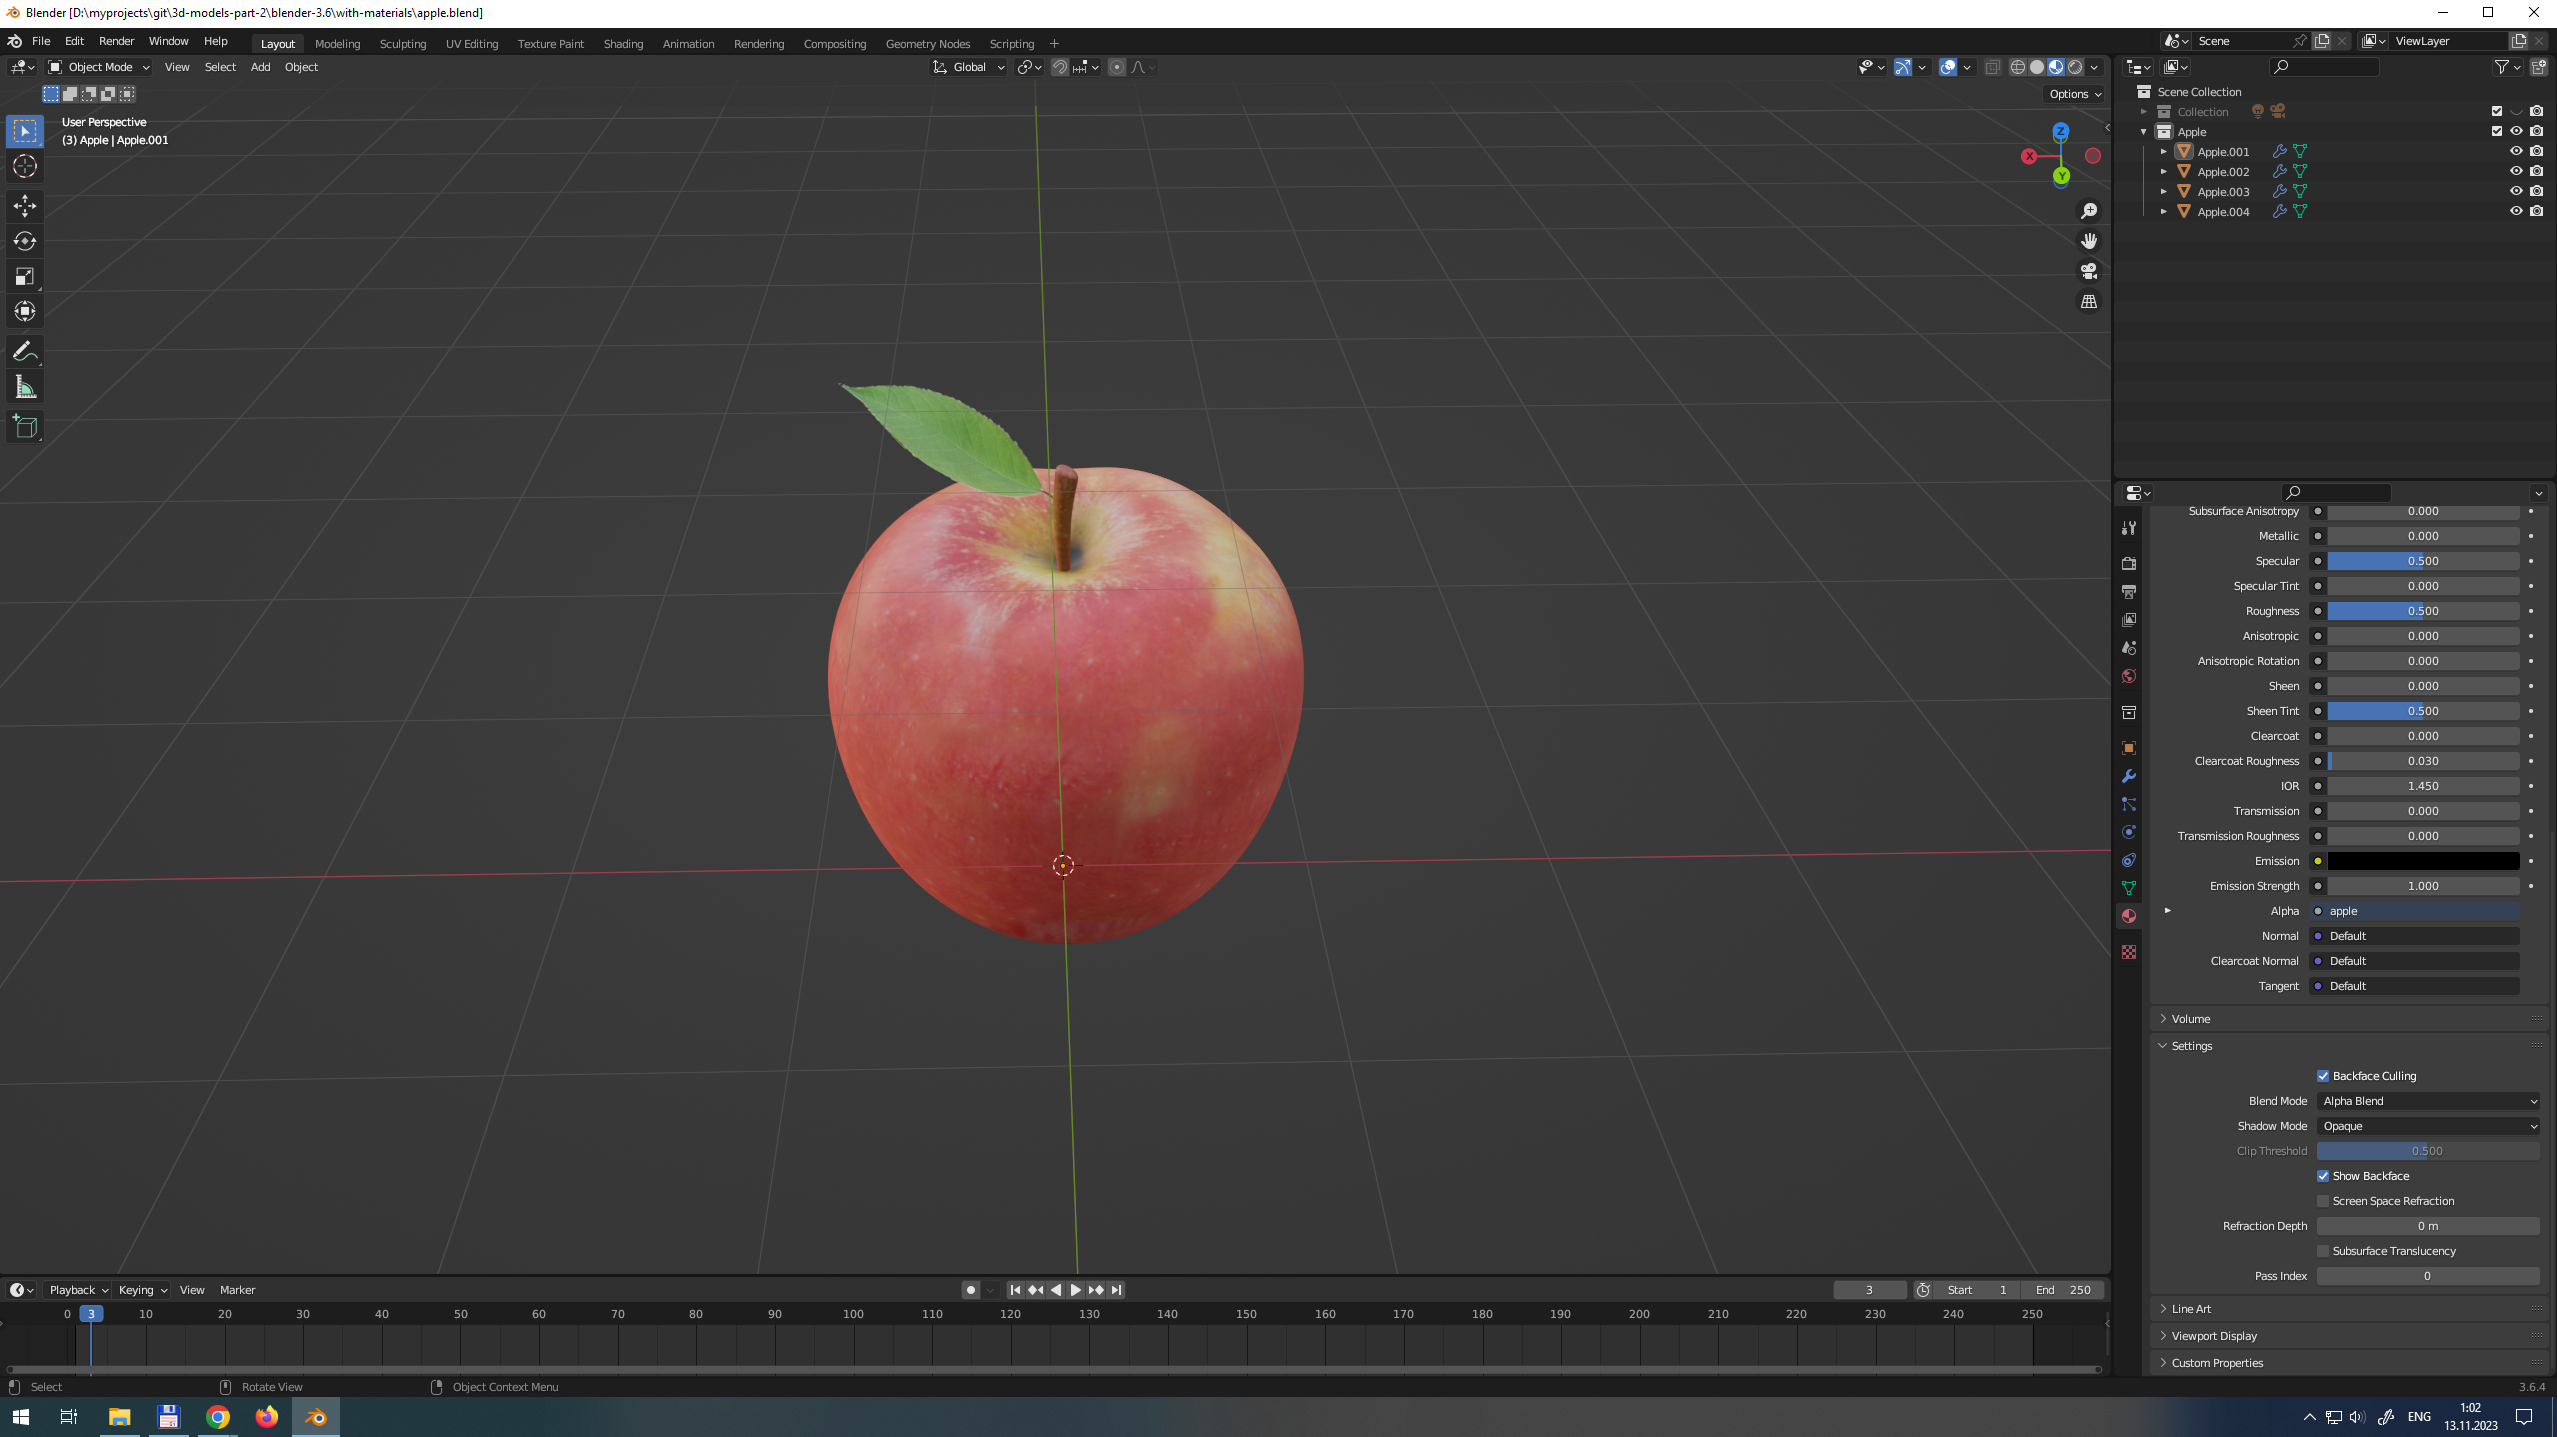 Blender [D:\myprojects\git\3d-models-part-2\blender-3.6\with-materials\apple.blend]
File Edit Render Window Help Layout Modeling Sculpting UV Editing Texture Paint Shading Animation Rendering Compositing Geometry Nodes Scripting Scene ViewLayer
Object Mode View Select Add Object Global
Options
User Perspective
(3) Apple | Apple.001
Z
X
Y
Scene Collection
Collection
Apple
Apple.001
Apple.002
Apple.003
Apple.004
Subsurface Anisotropy 0.000
Metallic 0.000
Specular 0.500
Specular Tint 0.000
Roughness 0.500
Anisotropic 0.000
Anisotropic Rotation 0.000
Sheen 0.000
Sheen Tint 0.500
Clearcoat 0.000
Clearcoat Roughness 0.030
IOR 1.450
Transmission 0.000
Transmission Roughness 0.000
Emission
Emission Strength 1.000
Alpha apple
Normal Default
Clearcoat Normal Default
Tangent Default
Volume
Settings
Backface Culling
Blend Mode Alpha Blend
Shadow Mode Opaque
Clip Threshold 0.500
Show Backface
Screen Space Refraction
Refraction Depth 0 m
Subsurface Translucency
Pass Index 0
Line Art
Viewport Display
Custom Properties
Playback Keying View Marker 3 Start 1 End 250
0 3 10 20 30 40 50 60 70 80 90 100 110 120 130 140 150 160 170 180 190 200 210 220 230 240 250
Select Rotate View Object Context Menu 3.6.4
ENG
1:02
13.11.2023